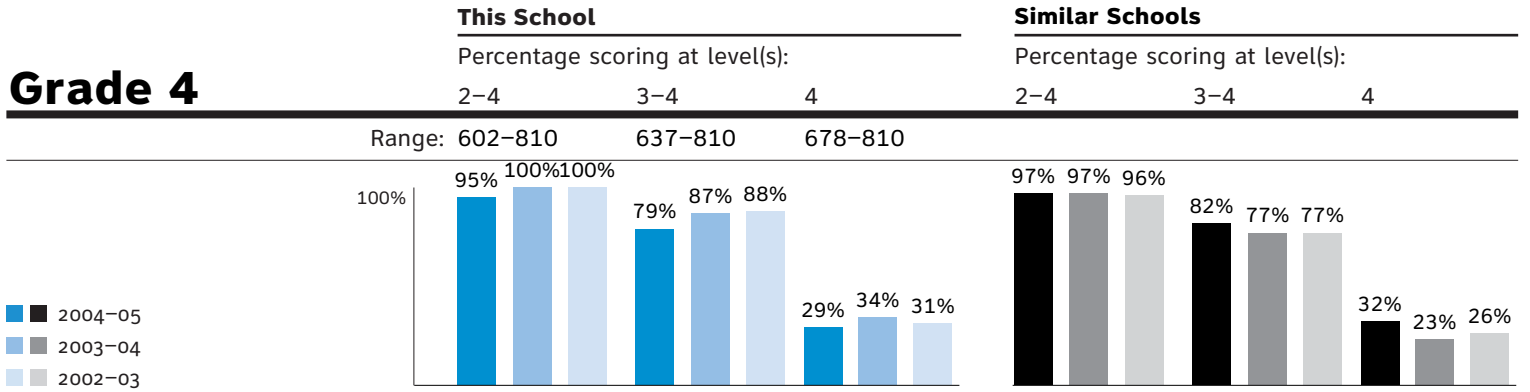 This School Similar Schools
Percentage scoring at level(s): Percentage scoring at level(s):
Grade 4 2–4 3–4 4 2–4 3–4 4
Range: 602–810 637–810 678–810
100% 95% 100% 100% 79% 87% 88% 29% 34% 31% 97% 97% 96% 82% 77% 77% 32% 23% 26%
2004–05
2003–04
2002–03